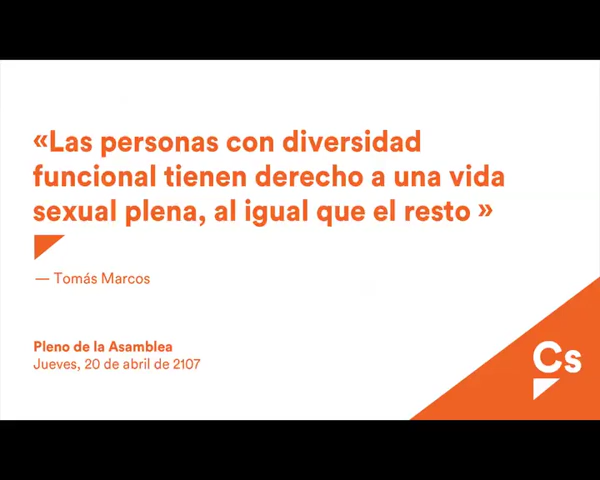 «Las personas con diversidad
funcional tienen derecho a una vida
sexual plena, al igual que el resto »
— Tomás Marcos
Pleno de la Asamblea
Jueves, 20 de abril de 2107
Cs